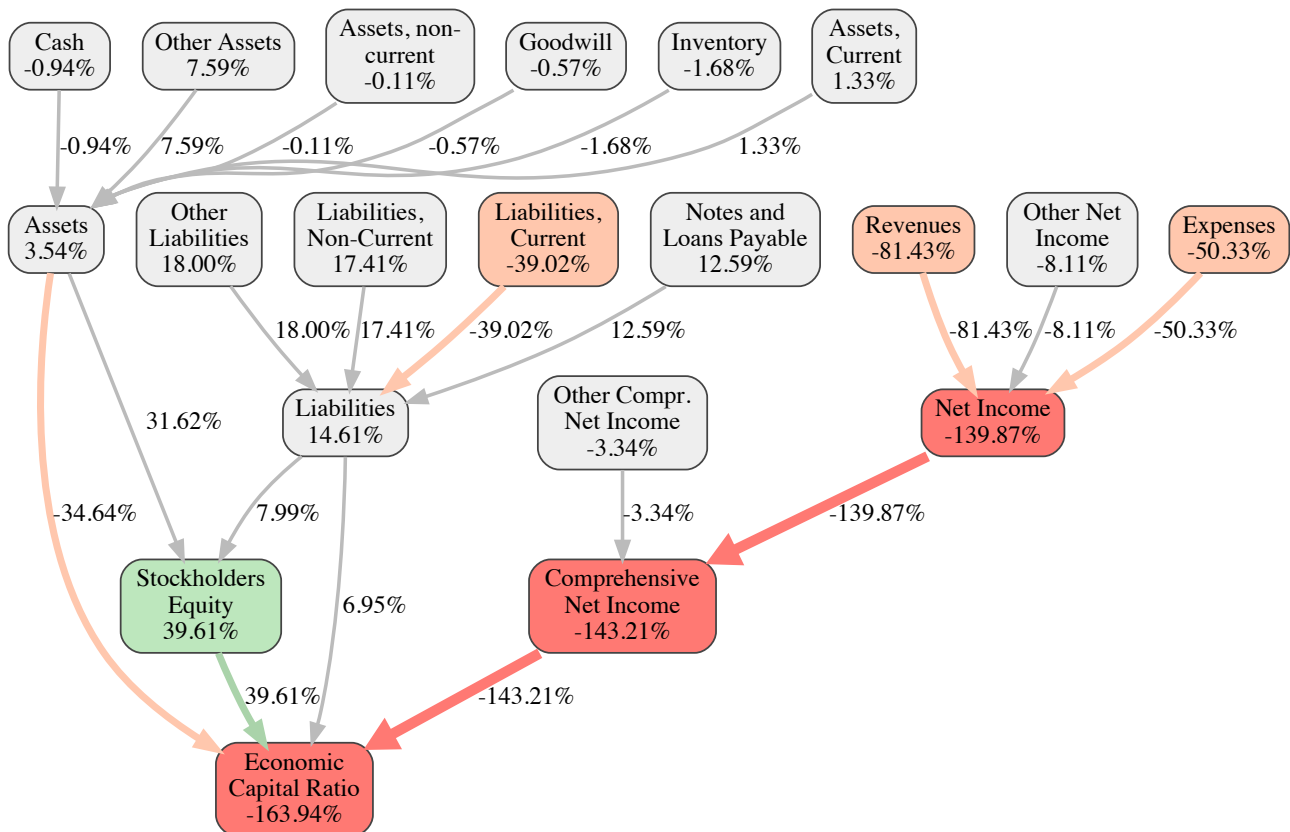 Cash
-0.94%
Other Assets
7.59%
Assets, non-
current
-0.11%
Goodwill
-0.57%
Inventory
-1.68%
Assets,
Current
1.33%
-0.94%
7.59%
-0.11%
-0.57%
-1.68%
1.33%
Assets
3.54%
Other
Liabilities
18.00%
Liabilities,
Non-Current
17.41%
Liabilities,
Current
-39.02%
Notes and
Loans Payable
12.59%
Revenues
-81.43%
Other Net
Income
-8.11%
Expenses
-50.33%
18.00%
17.41%
-39.02%
12.59%
-81.43%
-8.11%
-50.33%
31.62%
Liabilities
14.61%
Other Compr.
Net Income
-3.34%
Net Income
-139.87%
-34.64%
7.99%
-3.34%
-139.87%
Stockholders
Equity
39.61%
6.95%
Comprehensive
Net Income
-143.21%
39.61%
-143.21%
Economic
Capital Ratio
-163.94%